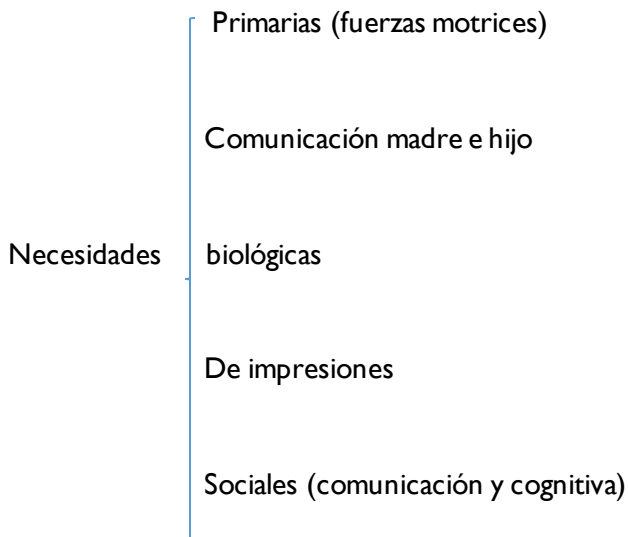 Primarias (fuerzas motrices)
Comunicación madre e hijo
Necesidades
biológicas
De impresiones
Sociales (comunicación y cognitiva)